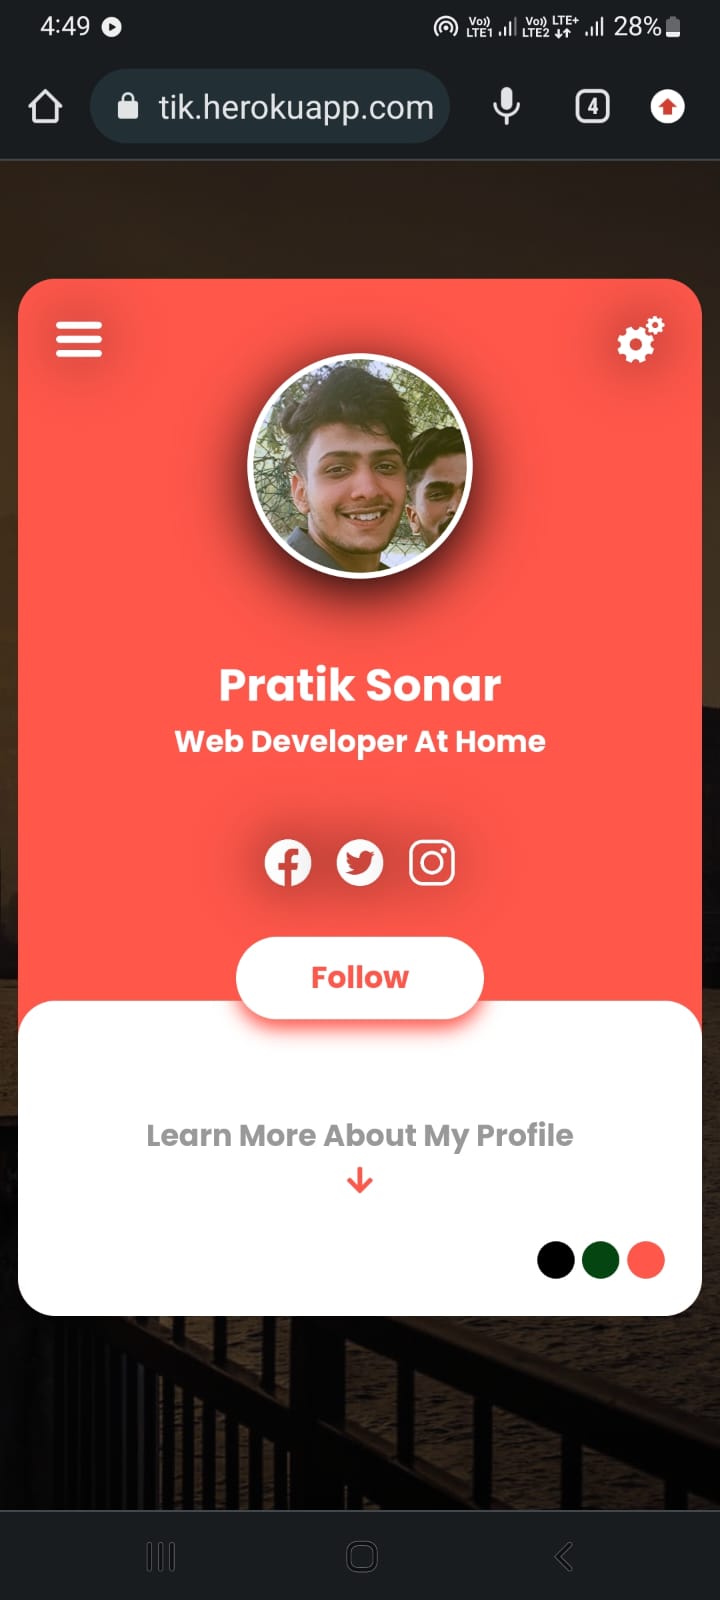 4:49 Vo)) LTE1 Vo)) LTE+ LTE2 28%
tik.herokuapp.com 4
Pratik Sonar
Web Developer At Home
Follow
Learn More About My Profile